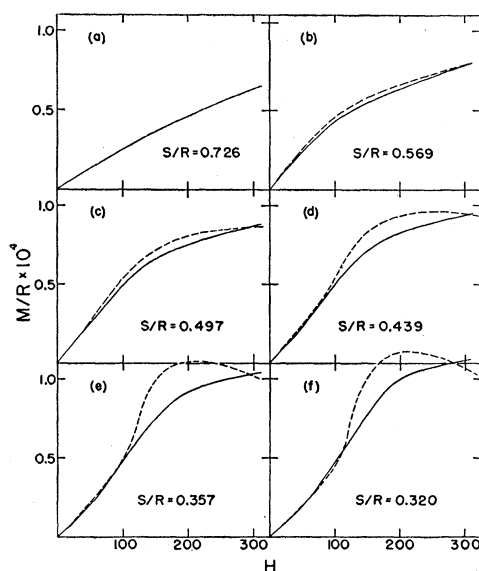 (a)
(b)
1.0
0.5
S/R=0.726
S/R=0.569
(c)
(d)
1.0
0.5
M/R × 10⁴
S/R=0.497
S/R=0.439
(e)
(f)
1.0
0.5
S/R=0.357
S/R=0.320
100 200 300 100 200 300
H